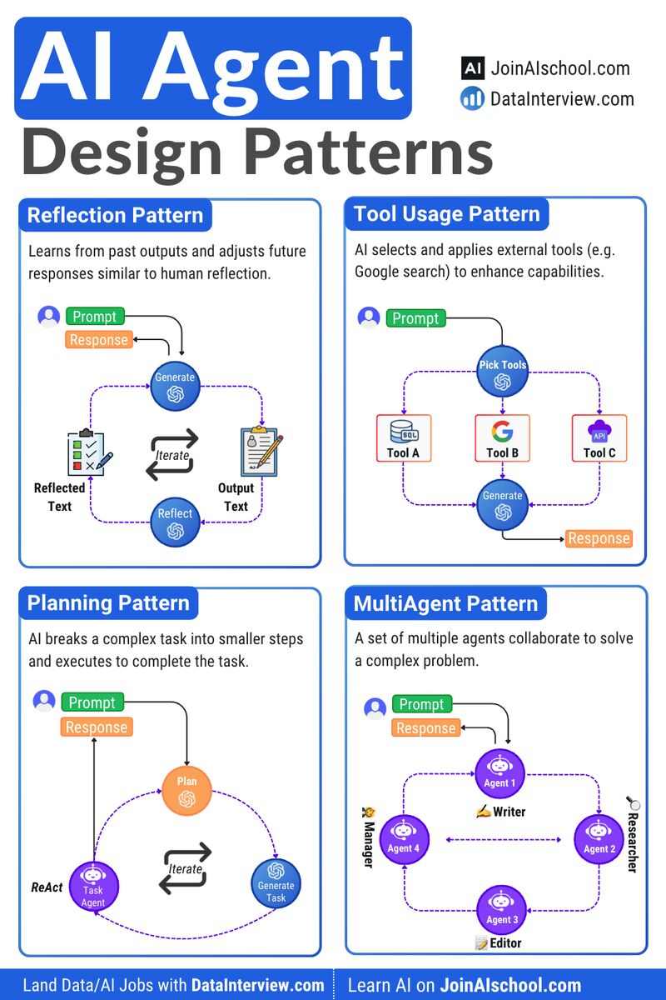 AI Agent
Design Patterns
AI JoinAIschool.com
DataInterview.com
Reflection Pattern
Learns from past outputs and adjusts future
responses similar to human reflection.
Prompt
Response
Generate
Iterate
Reflected
Text
Output
Text
Reflect
Tool Usage Pattern
AI selects and applies external tools (e.g.
Google search) to enhance capabilities.
Prompt
Pick Tools
SQL
Tool A
G
Tool B
API
Tool C
Generate
Response
Planning Pattern
AI breaks a complex task into smaller steps
and executes to complete the task.
Prompt
Response
Plan
Iterate
ReAct
Task
Agent
Generate
Task
MultiAgent Pattern
A set of multiple agents collaborate to solve
a complex problem.
Prompt
Response
Agent 1
Writer
Manager
Agent 4
Agent 2
Researcher
Agent 3
Editor
Land Data/AI Jobs with DataInterview.com
Learn AI on JoinAIschool.com